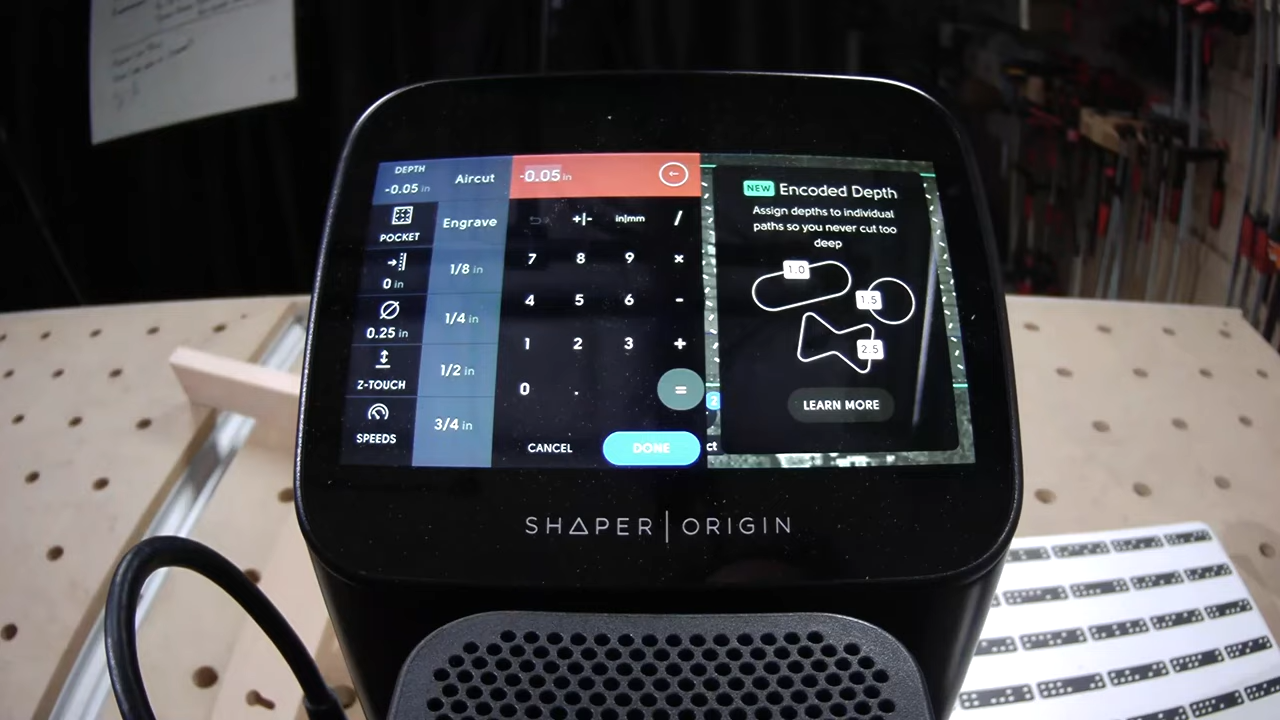 DEPTH
-0.05 in
POCKET
0 in
0.25 in
Z-TOUCH
SPEEDS
Aircut
Engrave
1/8 in
1/4 in
1/2 in
3/4 in
-0.05 in
+|- in|mm /
7 8 9 ×
4 5 6 -
1 2 3 +
0 . =
CANCEL DONE
2
ct
NEW Encoded Depth
Assign depths to individual
paths so you never cut too
deep
1.0
1.5
2.5
LEARN MORE
SHAPER | ORIGIN